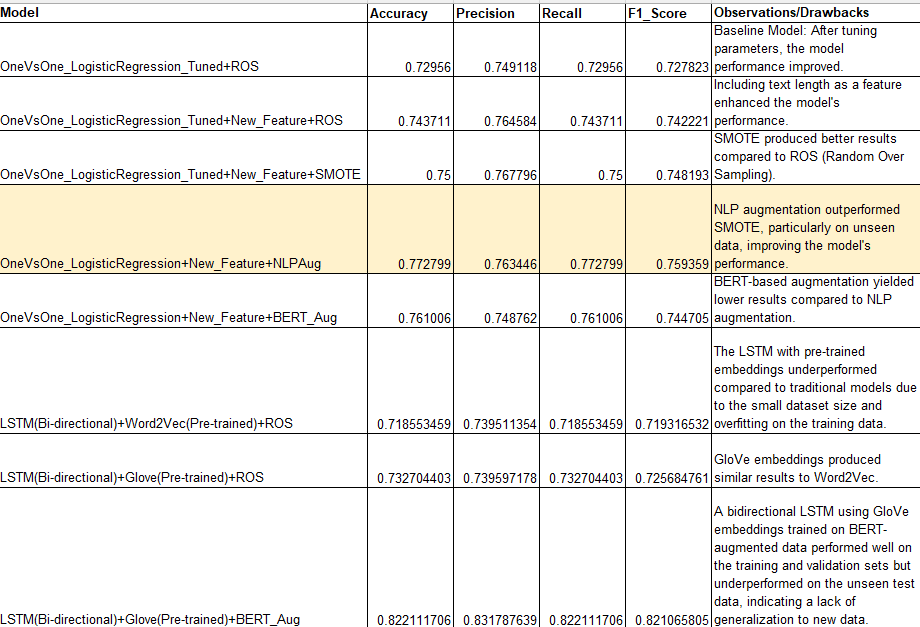 Model Accuracy Precision Recall F1_Score Observations/Drawbacks
Baseline Model: After tuning
parameters, the model
OneVsOne_LogisticRegression_Tuned+ROS 0.72956 0.749118 0.72956 0.727823 performance improved.
Including text length as a feature
enhanced the model's
OneVsOne_LogisticRegression_Tuned+New_Feature+ROS 0.743711 0.764584 0.743711 0.742221 performance.
SMOTE produced better results
compared to ROS (Random Over
OneVsOne_LogisticRegression_Tuned+New_Feature+SMOTE 0.75 0.767796 0.75 0.748193 Sampling).
NLP augmentation outperformed
SMOTE, particularly on unseen
data, improving the model's
OneVsOne_LogisticRegression+New_Feature+NLPAug 0.772799 0.763446 0.772799 0.759359 performance.
BERT-based augmentation yielded
lower results compared to NLP
OneVsOne_LogisticRegression+New_Feature+BERT_Aug 0.761006 0.748762 0.761006 0.744705 augmentation.
The LSTM with pre-trained
embeddings underperformed
compared to traditional models due
to the small dataset size and
LSTM(Bi-directional)+Word2Vec(Pre-trained)+ROS 0.718553459 0.739511354 0.718553459 0.719316532 overfitting on the training data.
GloVe embeddings produced
LSTM(Bi-directional)+Glove(Pre-trained)+ROS 0.732704403 0.739597178 0.732704403 0.725684761 similar results to Word2Vec.
A bidirectional LSTM using GloVe
embeddings trained on BERT-
augmented data performed well on
the training and validation sets but
underperformed on the unseen test
data, indicating a lack of
LSTM(Bi-directional)+Glove(Pre-trained)+BERT_Aug 0.822111706 0.831787639 0.822111706 0.821065805 generalization to new data.